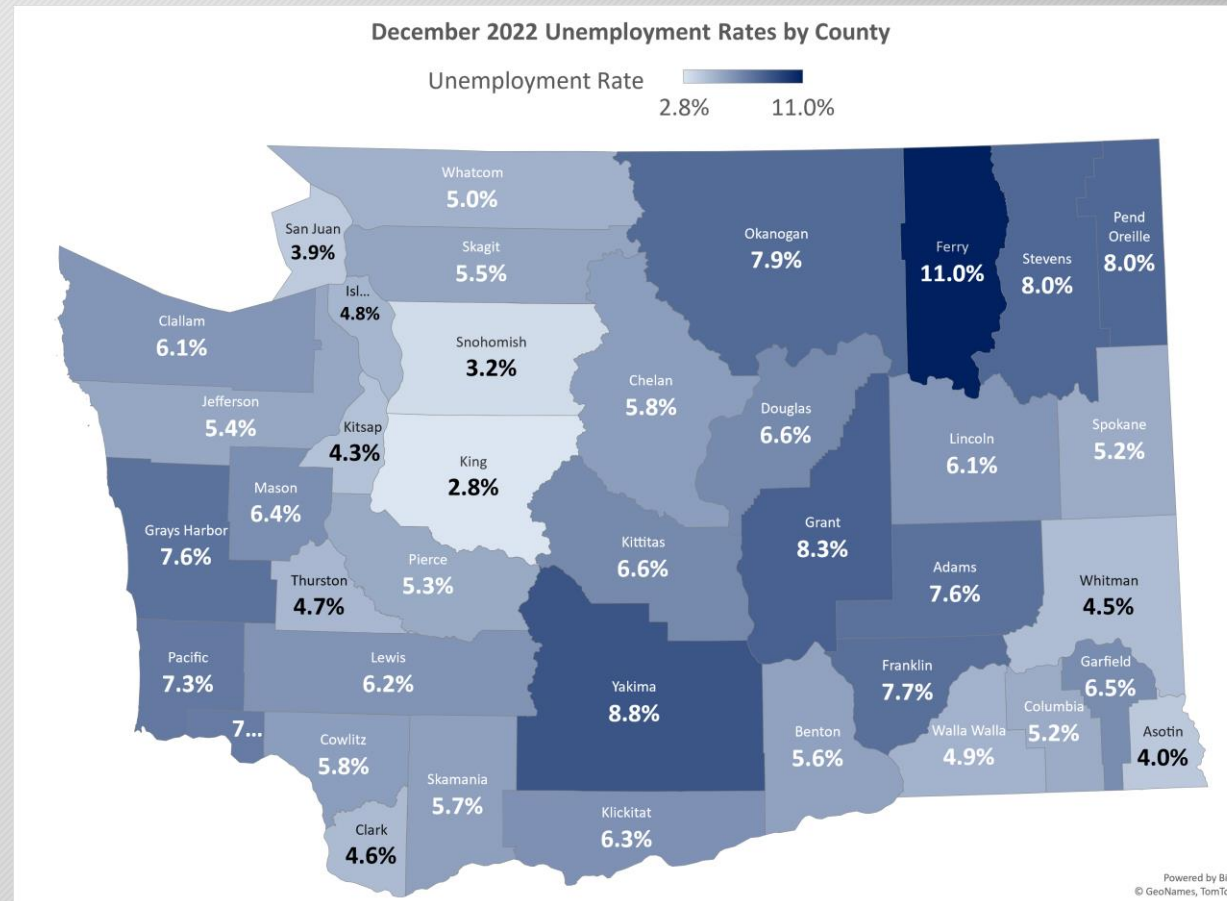 December 2022 Unemployment Rates by County
Unemployment Rate
2.8% 11.0%
Whatcom
5.0%
San Juan
3.9%
Skagit
5.5%
Isl...
4.8%
Okanogan
7.9%
Ferry
11.0%
Stevens
8.0%
Pend
Oreille
8.0%
Clallam
6.1%
Snohomish
3.2%
Chelan
5.8%
Douglas
6.6%
Jefferson
5.4%
Kitsap
4.3%
King
2.8%
Lincoln
6.1%
Spokane
5.2%
Mason
6.4%
Grays Harbor
7.6%
Kittitas
6.6%
Grant
8.3%
Pierce
5.3%
Thurston
4.7%
Adams
7.6%
Whitman
4.5%
Pacific
7.3%
Lewis
6.2%
Yakima
8.8%
Franklin
7.7%
Garfield
6.5%
Columbia
5.2%
7...
Cowlitz
5.8%
Skamania
5.7%
Benton
5.6%
Walla Walla
4.9%
Asotin
4.0%
Klickitat
6.3%
Clark
4.6%
Powered by Bi
© GeoNames, TomTo